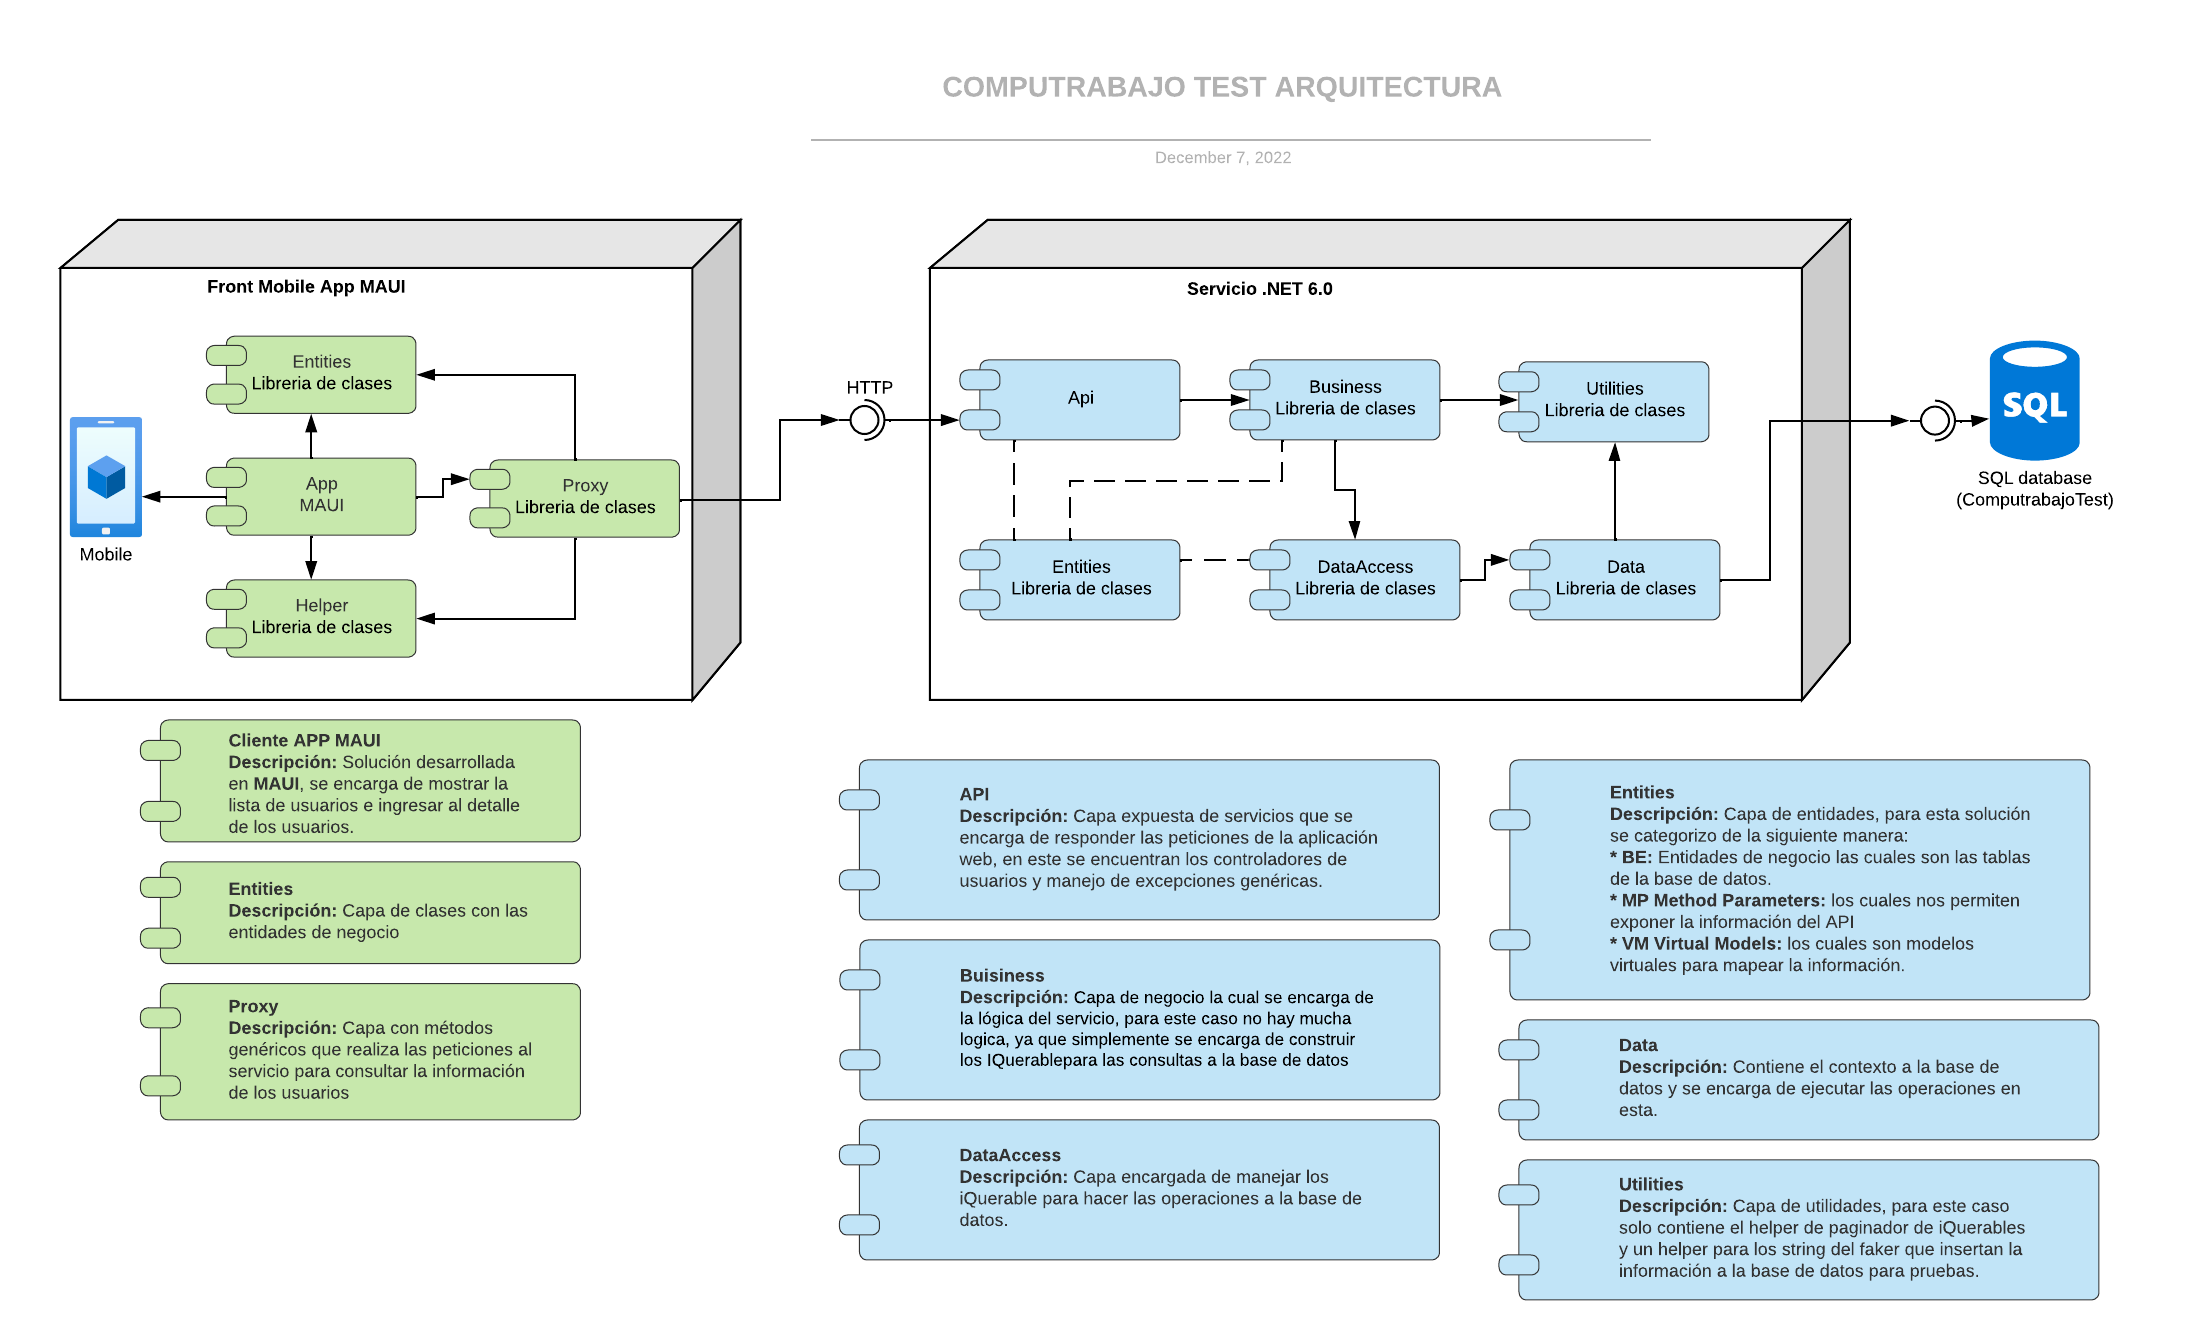 COMPUTRABAJO TEST ARQUITECTURA
December 7, 2022
Front Mobile App MAUI
Entities
Libreria de clases
App
MAUI
Proxy
Libreria de clases
Helper
Libreria de clases
Mobile
HTTP
Servicio .NET 6.0
Api
Business
Libreria de clases
Utilities
Libreria de clases
Entities
Libreria de clases
DataAccess
Libreria de clases
Data
Libreria de clases
SQL
SQL database
(ComputrabajoTest)
Cliente APP MAUI
Descripción: Solución desarrollada
en MAUI, se encarga de mostrar la
lista de usuarios e ingresar al detalle
de los usuarios.
Entities
Descripción: Capa de clases con las
entidades de negocio
Proxy
Descripción: Capa con métodos
genéricos que realiza las peticiones al
servicio para consultar la información
de los usuarios
API
Descripción: Capa expuesta de servicios que se
encarga de responder las peticiones de la aplicación
web, en este se encuentran los controladores de
usuarios y manejo de excepciones genéricas.
Buisiness
Descripción: Capa de negocio la cual se encarga de
la lógica del servicio, para este caso no hay mucha
logica, ya que simplemente se encarga de construir
los IQuerablepara las consultas a la base de datos
DataAccess
Descripción: Capa encargada de manejar los
iQuerable para hacer las operaciones a la base de
datos.
Entities
Descripción: Capa de entidades, para esta solución
se categorizo de la siguiente manera:
* BE: Entidades de negocio las cuales son las tablas
de la base de datos.
* MP Method Parameters: los cuales nos permiten
exponer la información del API
* VM Virtual Models: los cuales son modelos
virtuales para mapear la información.
Data
Descripción: Contiene el contexto a la base de
datos y se encarga de ejecutar las operaciones en
esta.
Utilities
Descripción: Capa de utilidades, para este caso
solo contiene el helper de paginador de iQuerables
y un helper para los string del faker que insertan la
información a la base de datos para pruebas.